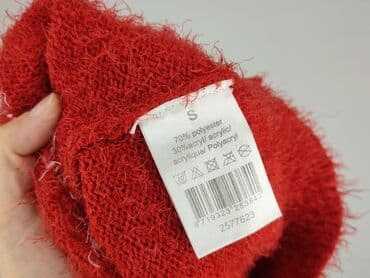 S
70% polyester
30%acryl/ acrylic/
acrylique/ Polyacryl
2577623